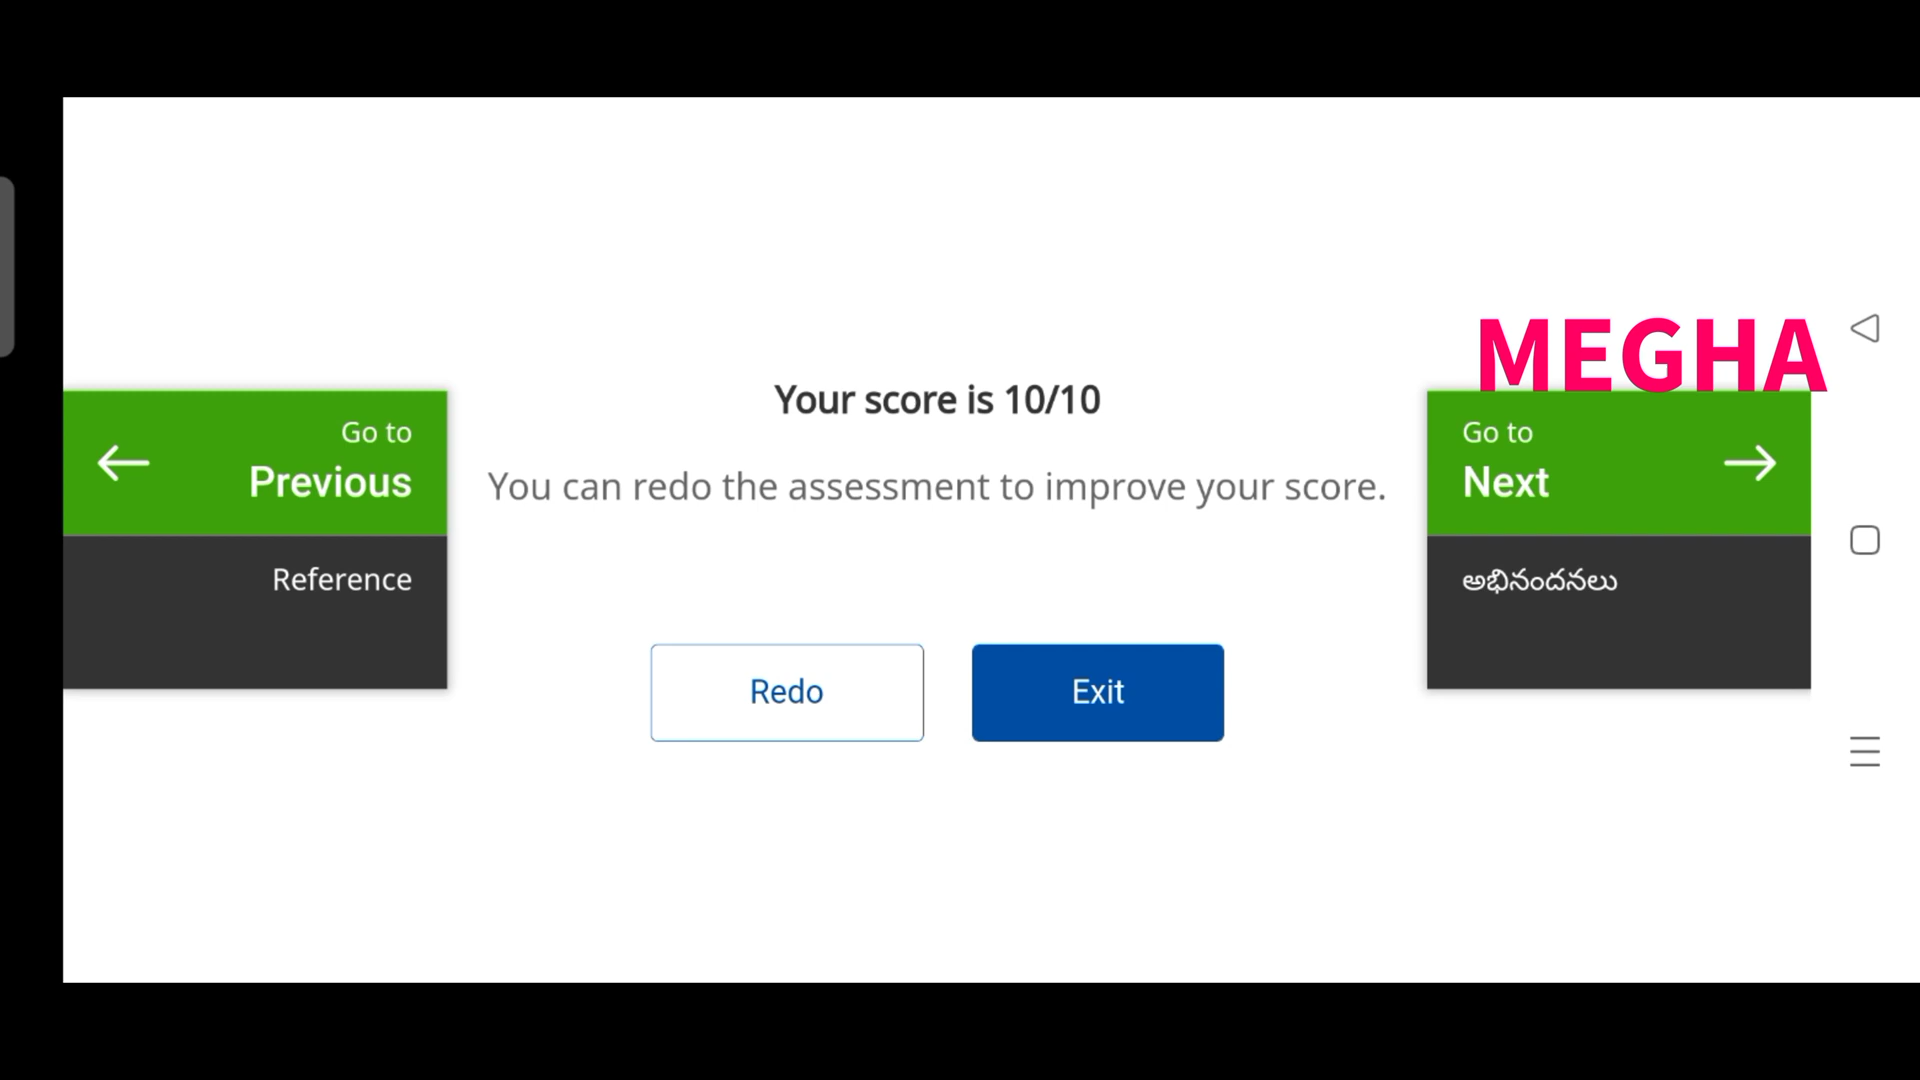 MEGHA
Your score is 10/10
You can redo the assessment to improve your score.
Go to
Previous
Reference
Go to
Next
అభినందనలు
Redo
Exit